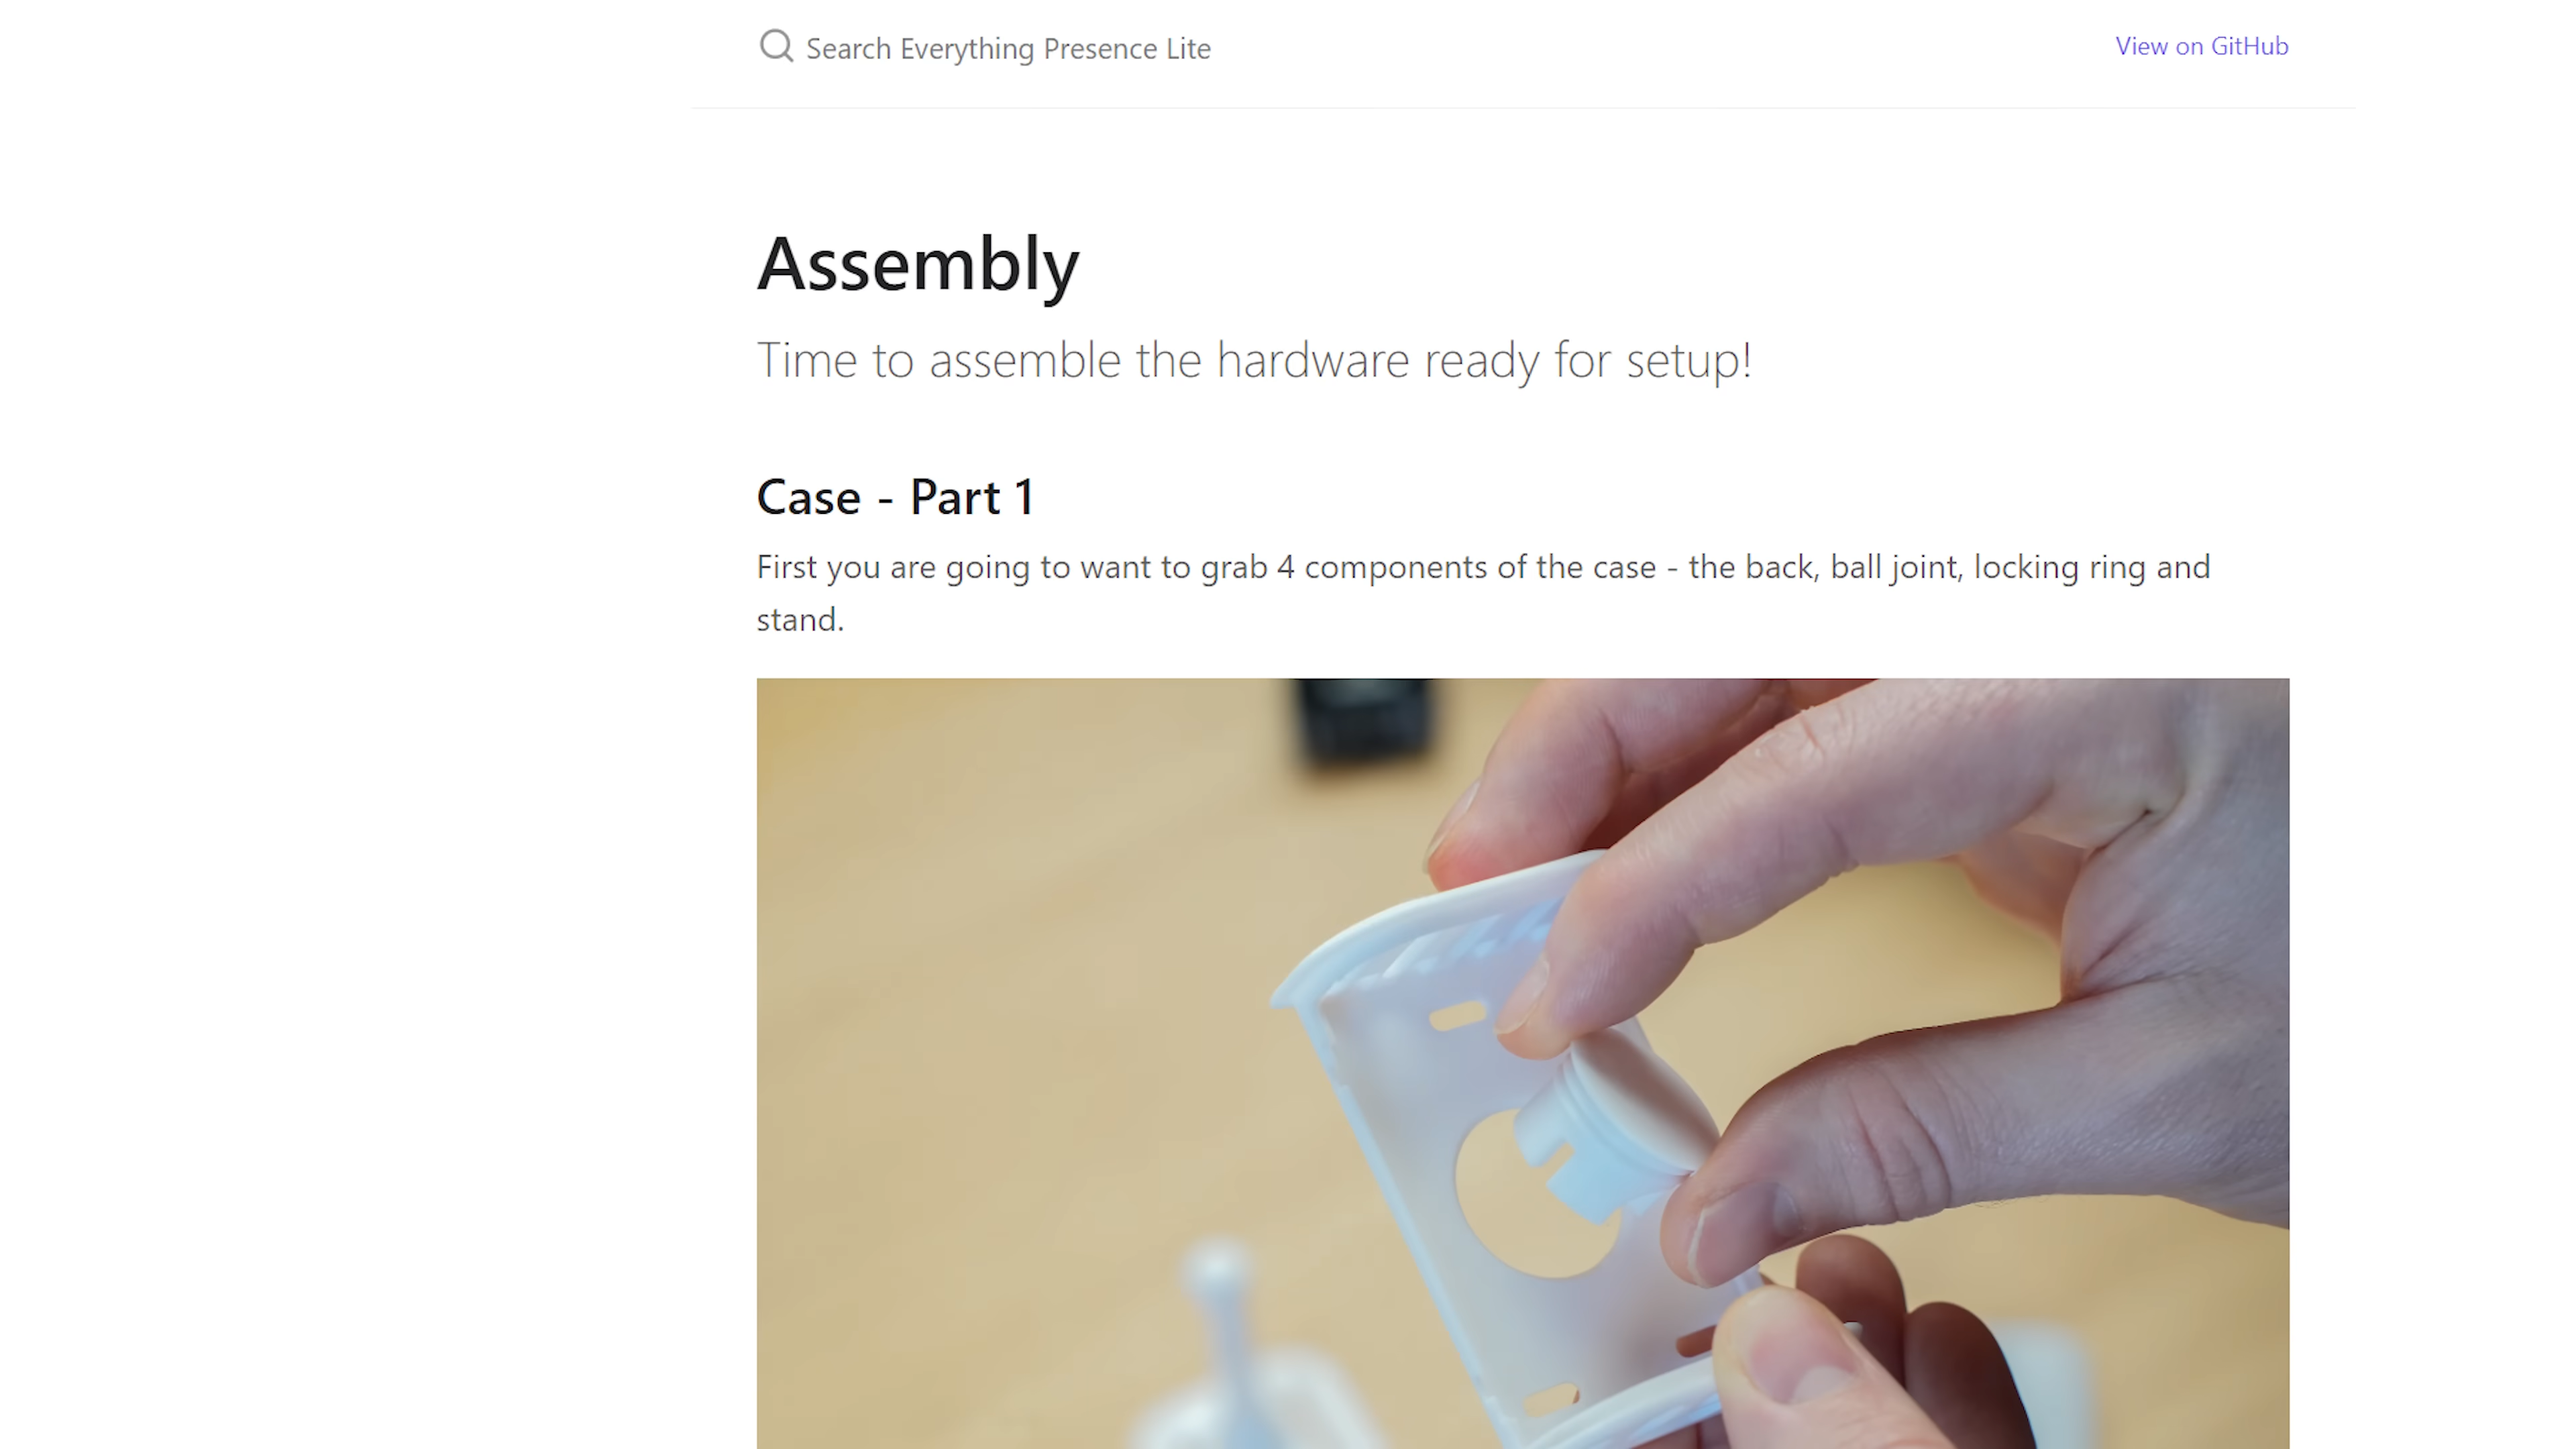 Search Everything Presence Lite
View on GitHub
Assembly
Time to assemble the hardware ready for setup!
Case - Part 1
First you are going to want to grab 4 components of the case - the back, ball joint, locking ring and
stand.